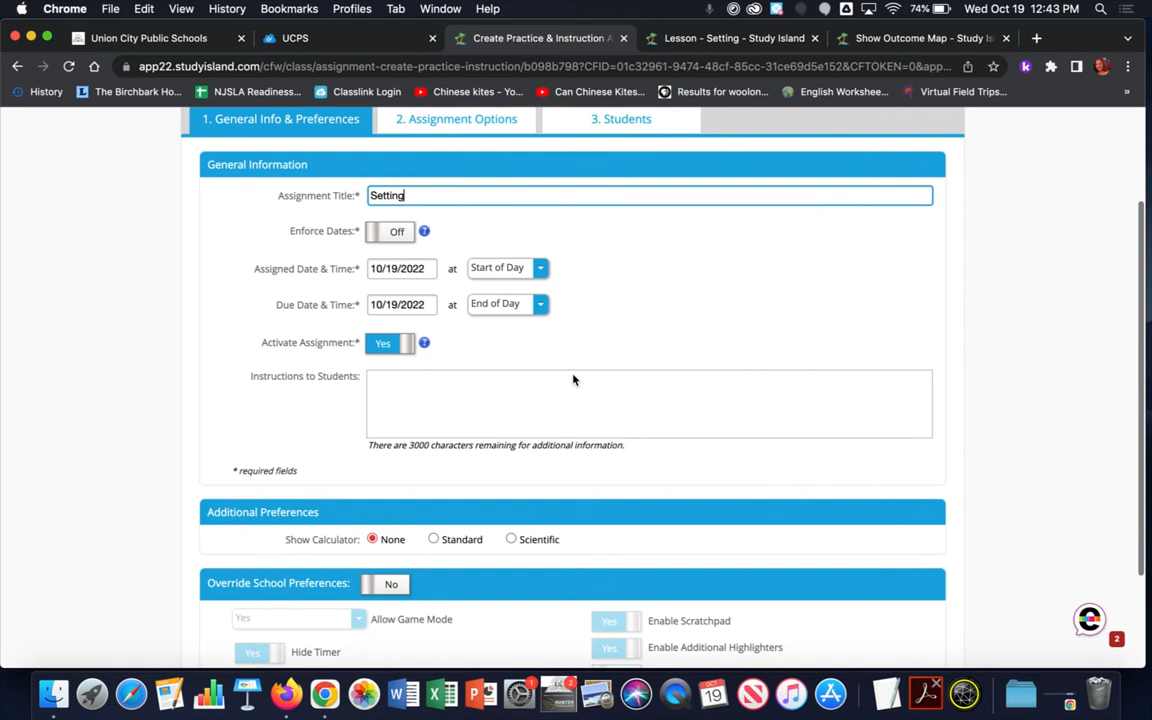 Chrome File Edit View History Bookmarks Profiles Tab Window Help 74% Wed Oct 19 12:43 PM
Union City Public Schools × UCPS × Create Practice & Instruction A × Lesson - Setting - Study Island × Show Outcome Map - Study Isl ×
app22.studyisland.com/cfw/class/assignment-create-practice-instruction/b098b798?CFID=01c32961-9474-48cf-85cc-31ce69d5e152&CFTOKEN=0&app...
History The Birchbark Ho... NJSLA Readiness... Classlink Login Chinese kites - Yo... Can Chinese Kites... Results for woolon... English Workshee... Virtual Field Trips... »
1. General Info & Preferences 2. Assignment Options 3. Students
General Information
Assignment Title:* Setting
Enforce Dates:* Off ?
Assigned Date & Time:* 10/19/2022 at Start of Day
Due Date & Time:* 10/19/2022 at End of Day
Activate Assignment:* Yes ?
Instructions to Students:
There are 3000 characters remaining for additional information.
* required fields
Additional Preferences
Show Calculator: None Standard Scientific
Override School Preferences: No
Yes Allow Game Mode Yes Enable Scratchpad
Yes Hide Timer Yes Enable Additional Highlighters
2